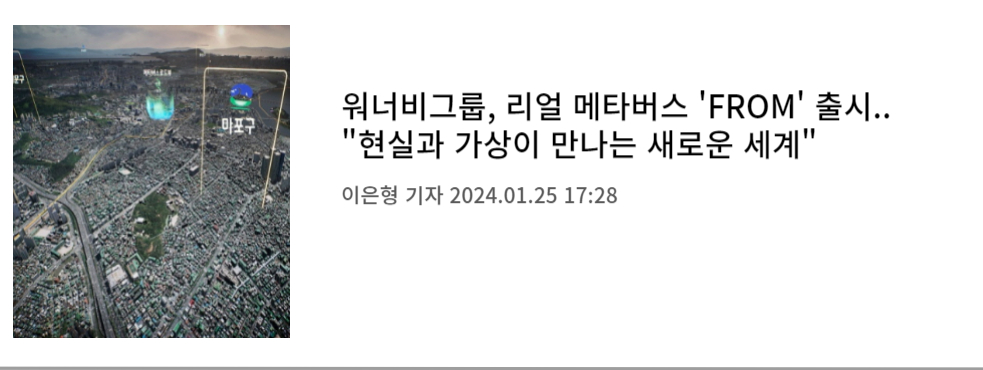 마포구
워너비그룹, 리얼 메타버스 'FROM' 출시..
"현실과 가상이 만나는 새로운 세계"
이은형 기자 2024.01.25 17:28